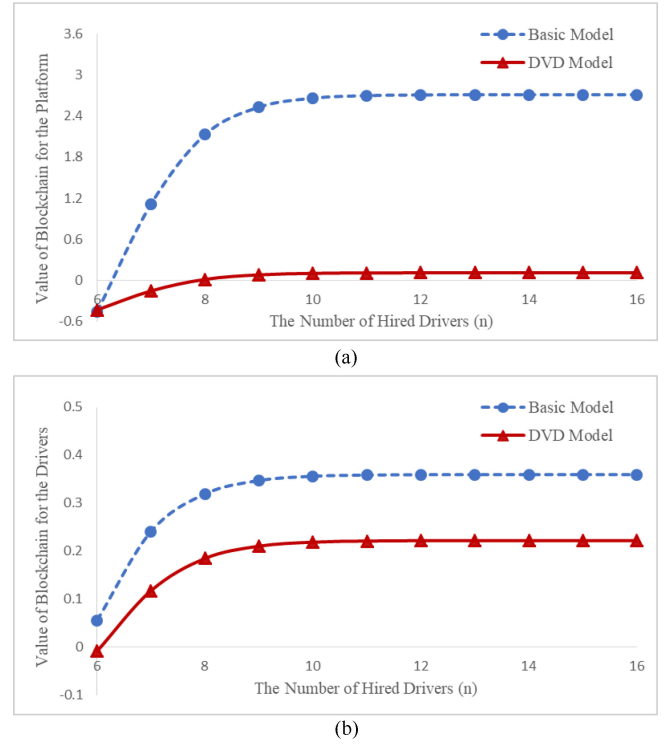 3.6
3
2.4
1.8
1.2
0.6
0
-0.6
Value of Blockchain for the Platform
Basic Model
DVD Model
6
8
10
12
14
16
The Number of Hired Drivers (n)
(a)
0.5
0.4
0.3
0.2
0.1
0
-0.1
Value of Blockchain for the Drivers
Basic Model
DVD Model
6
8
10
12
14
16
The Number of Hired Drivers (n)
(b)